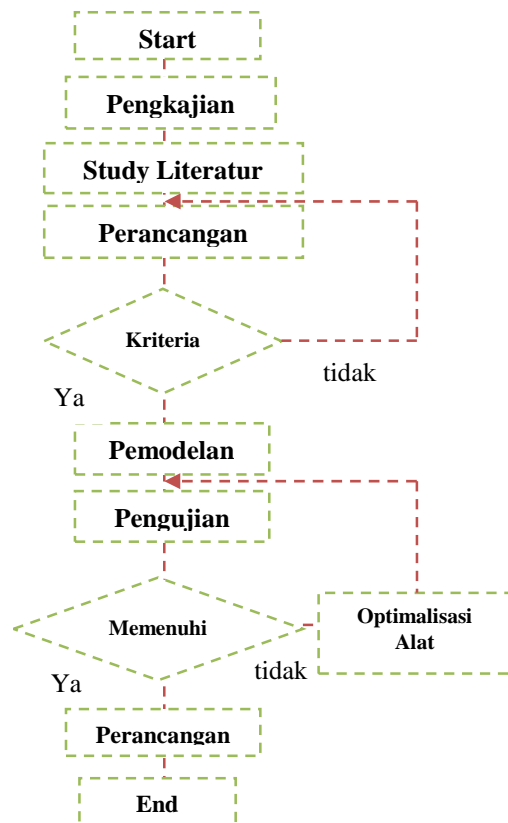 Start
Pengkajian
Study Literatur
Perancangan
Kriteria
tidak
Ya
Pemodelan
Pengujian
Memenuhi
Optimalisasi
Alat
tidak
Ya
Perancangan
End